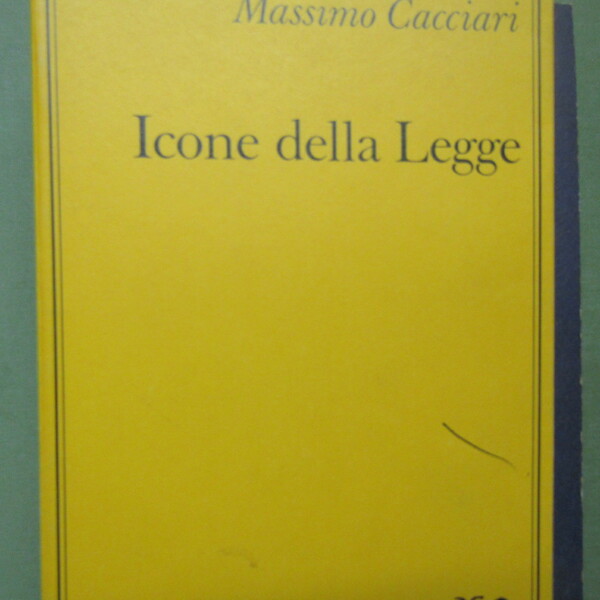 Massimo Cacciari
Icone della Legge